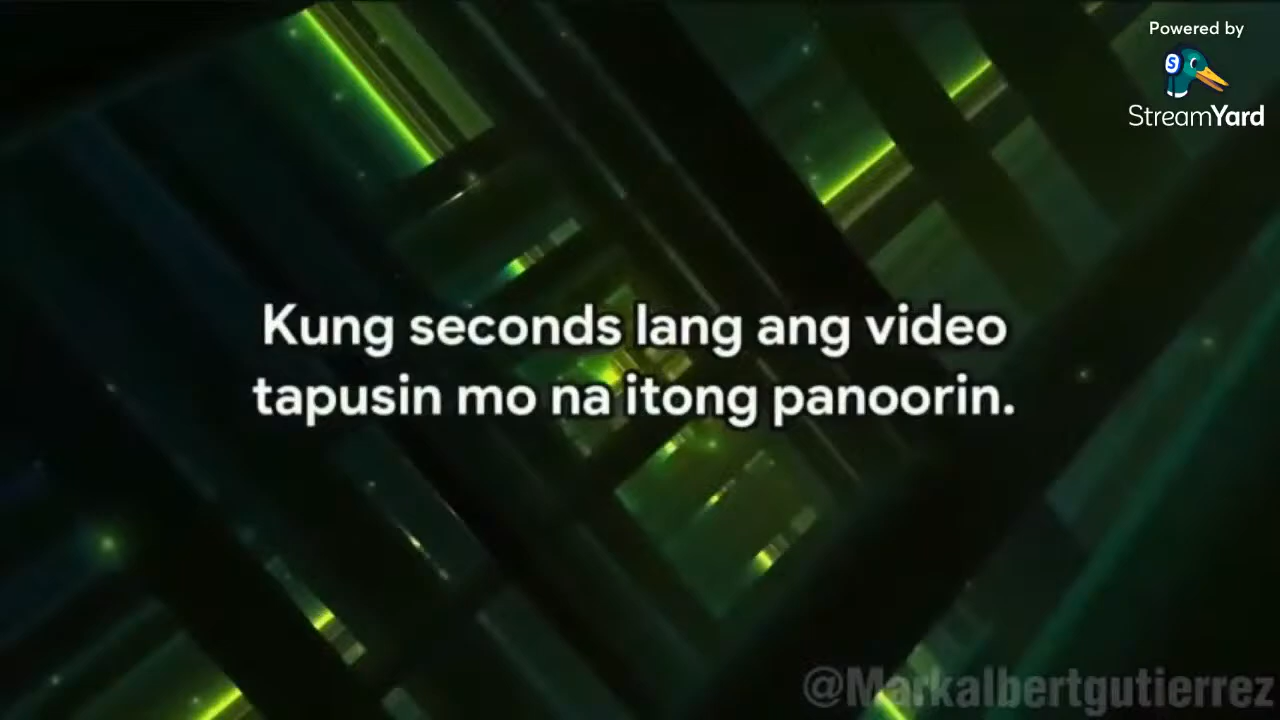 Powered by
StreamYard
Kung seconds lang ang video
tapusin mo na itong panoorin.
@Markalbertgutierrez